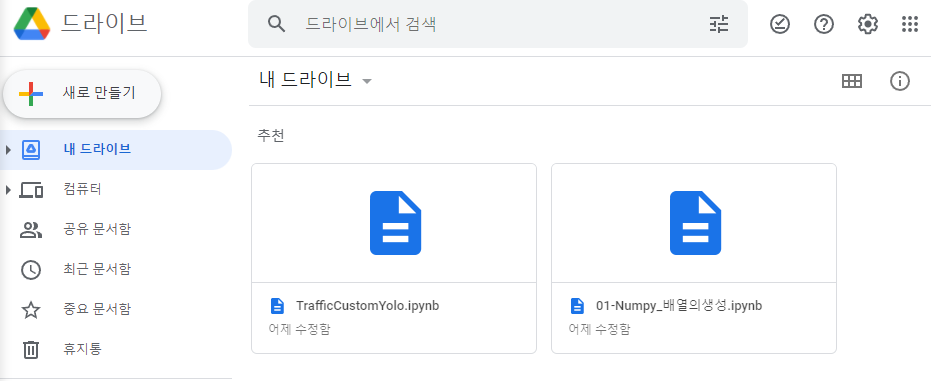 드라이브
드라이브에서 검색
새로 만들기
내 드라이브
컴퓨터
공유 문서함
최근 문서함
중요 문서함
휴지통
내 드라이브
추천
TrafficCustomYolo.ipynb
어제 수정함
01-Numpy_배열의생성.ipynb
어제 수정함